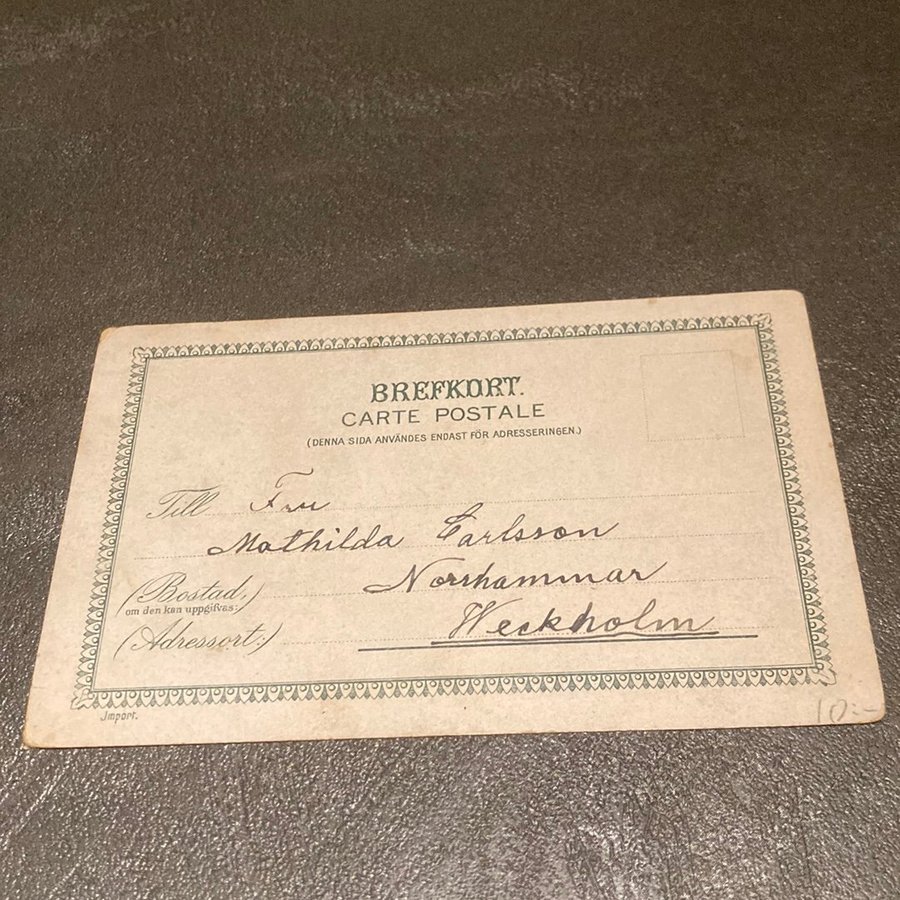 BREFKORT.
CARTE POSTALE
(DENNA SIDA ANVÄNDES ENDAST FÖR ADRESSERINGEN.)
Till Fru
Mathilda Carlsson
(Bostad,) Norrhammar
om den kan uppgifvas:)
(Adressort:) Weckholm
Import.
10:-